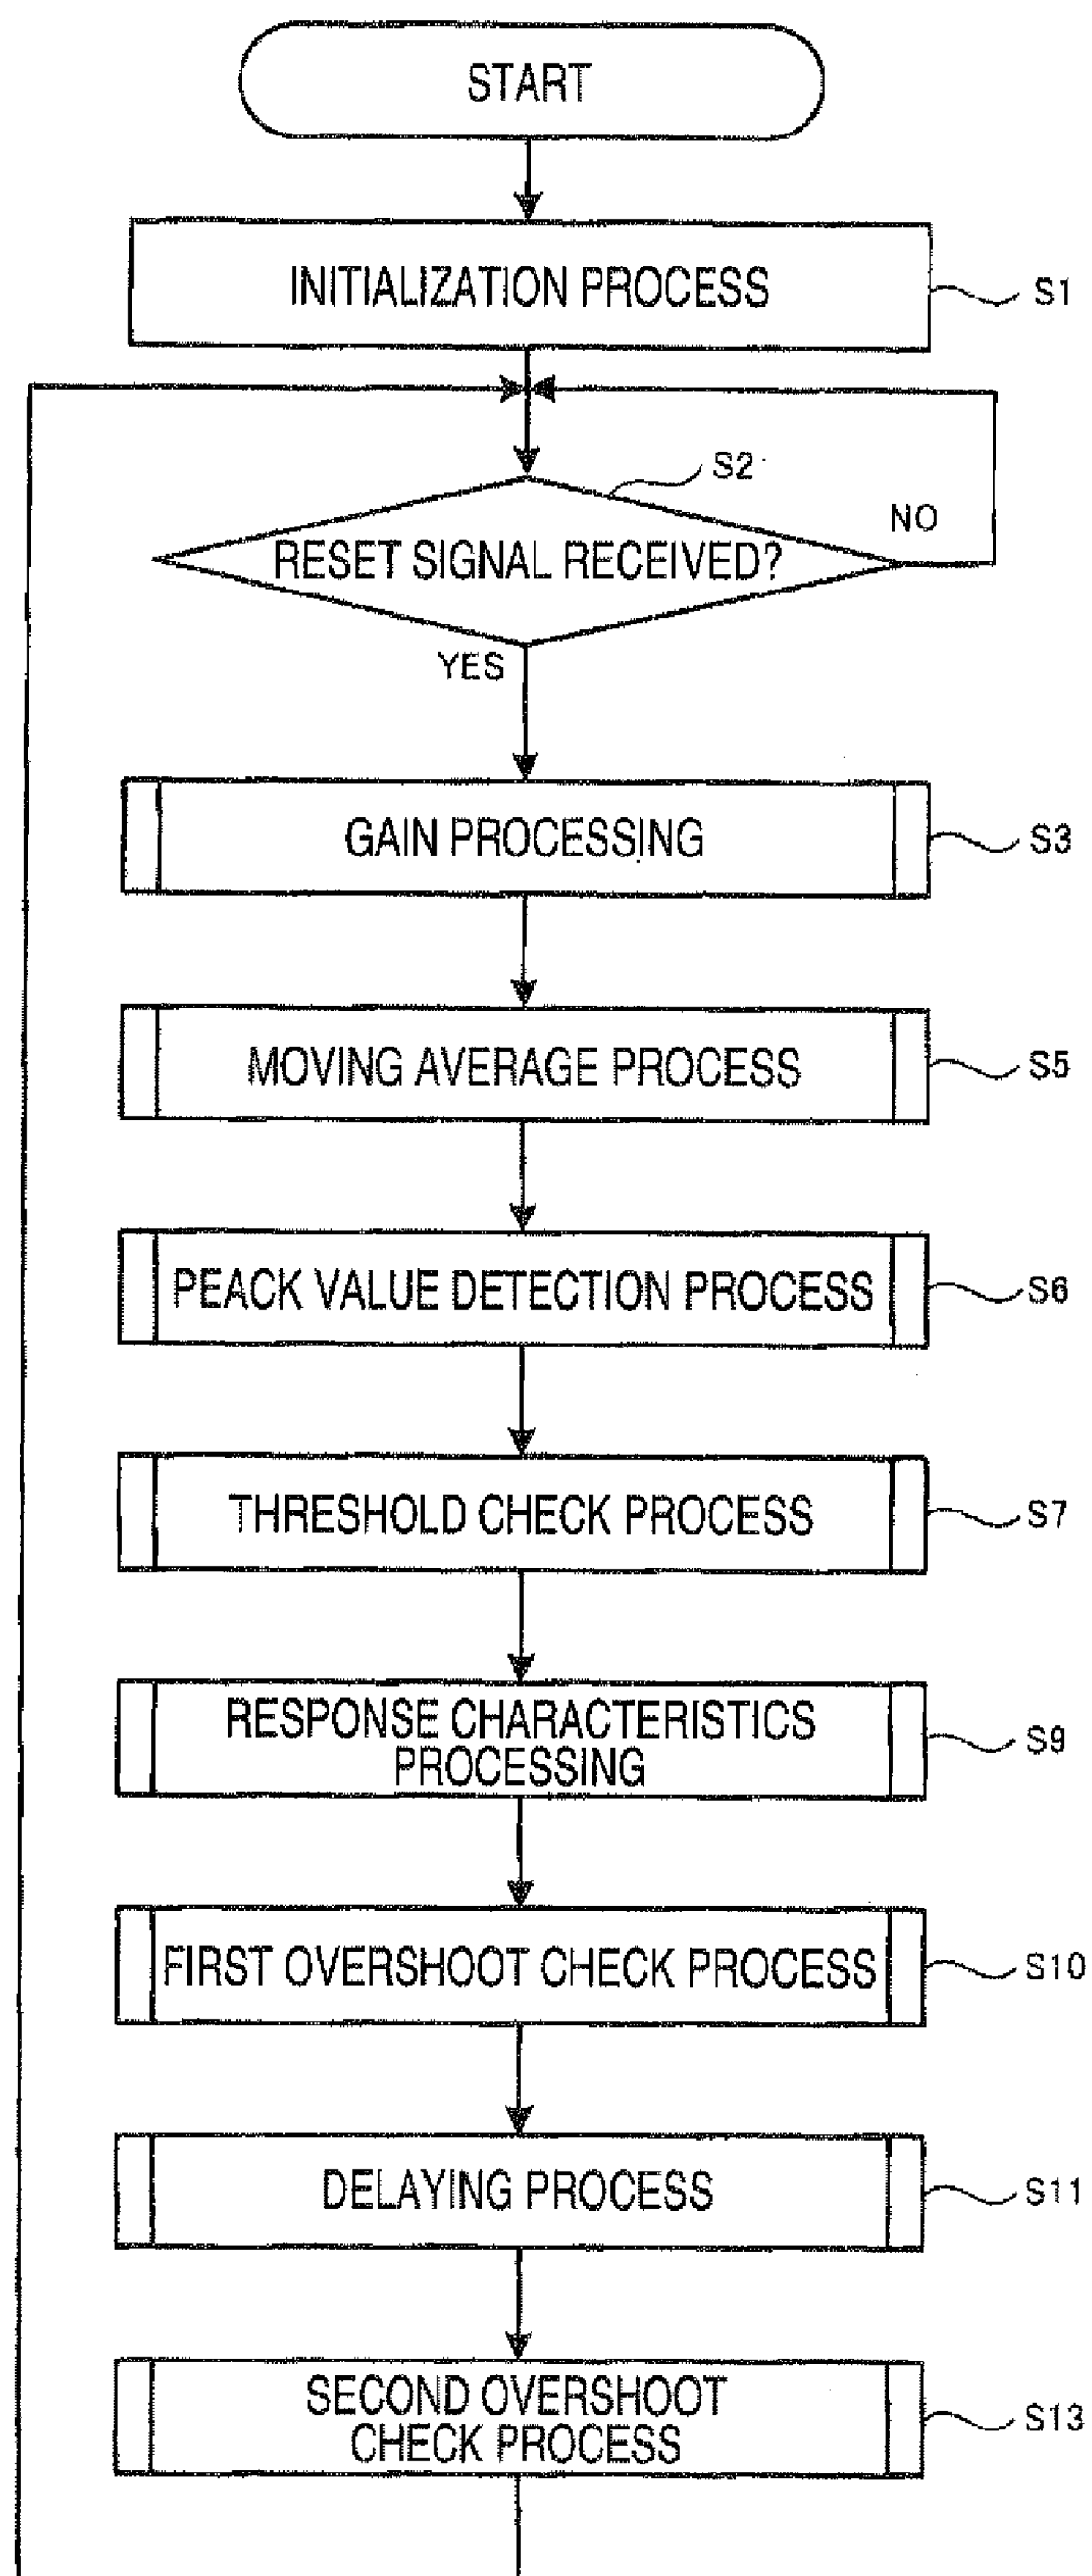 START
INITIALIZATION PROCESS
S1
S2
RESET SIGNAL RECEIVED?
NO
YES
GAIN PROCESSING
S3
MOVING AVERAGE PROCESS
S5
PEACK VALUE DETECTION PROCESS
S6
THRESHOLD CHECK PROCESS
S7
RESPONSE CHARACTERISTICS
PROCESSING
S9
FIRST OVERSHOOT CHECK PROCESS
S10
DELAYING PROCESS
S11
SECOND OVERSHOOT
CHECK PROCESS
S13